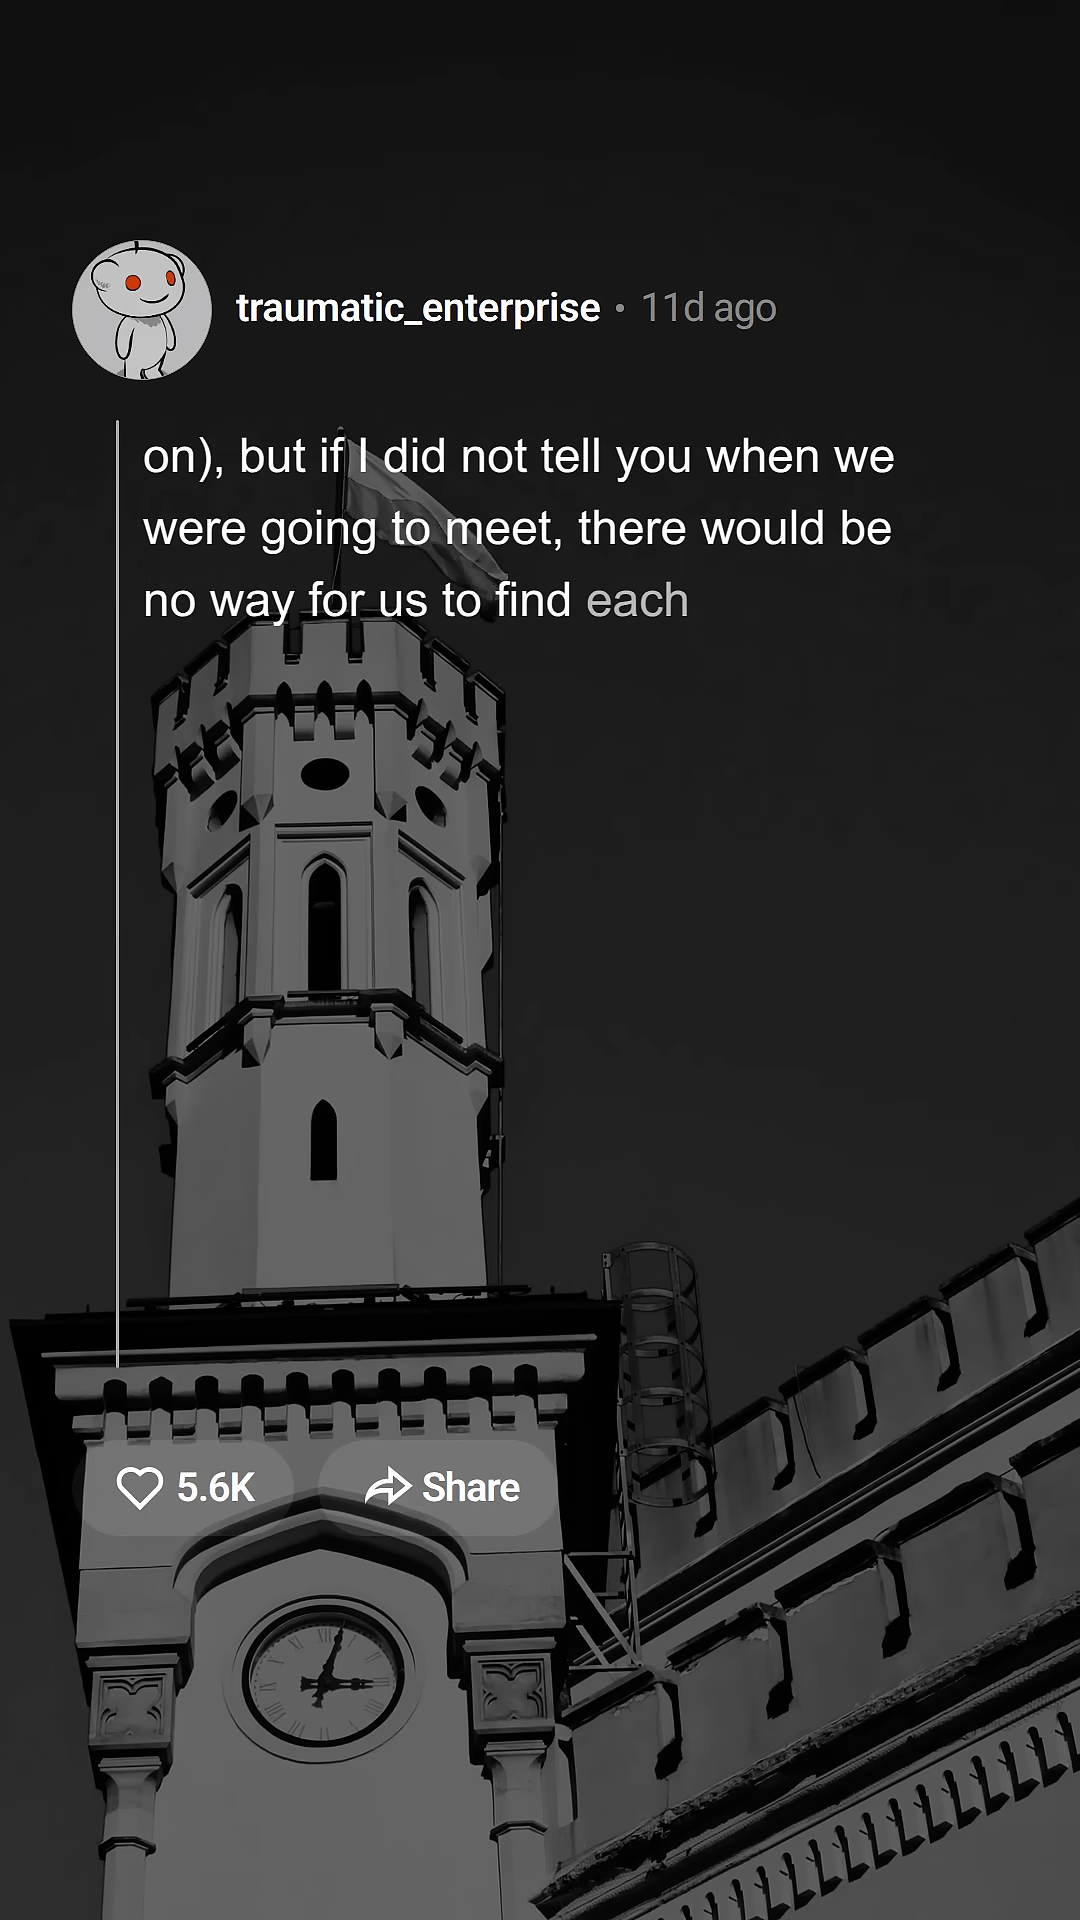 traumatic_enterprise • 11d ago
on), but if I did not tell you when we
were going to meet, there would be
no way for us to find each
5.6K
Share